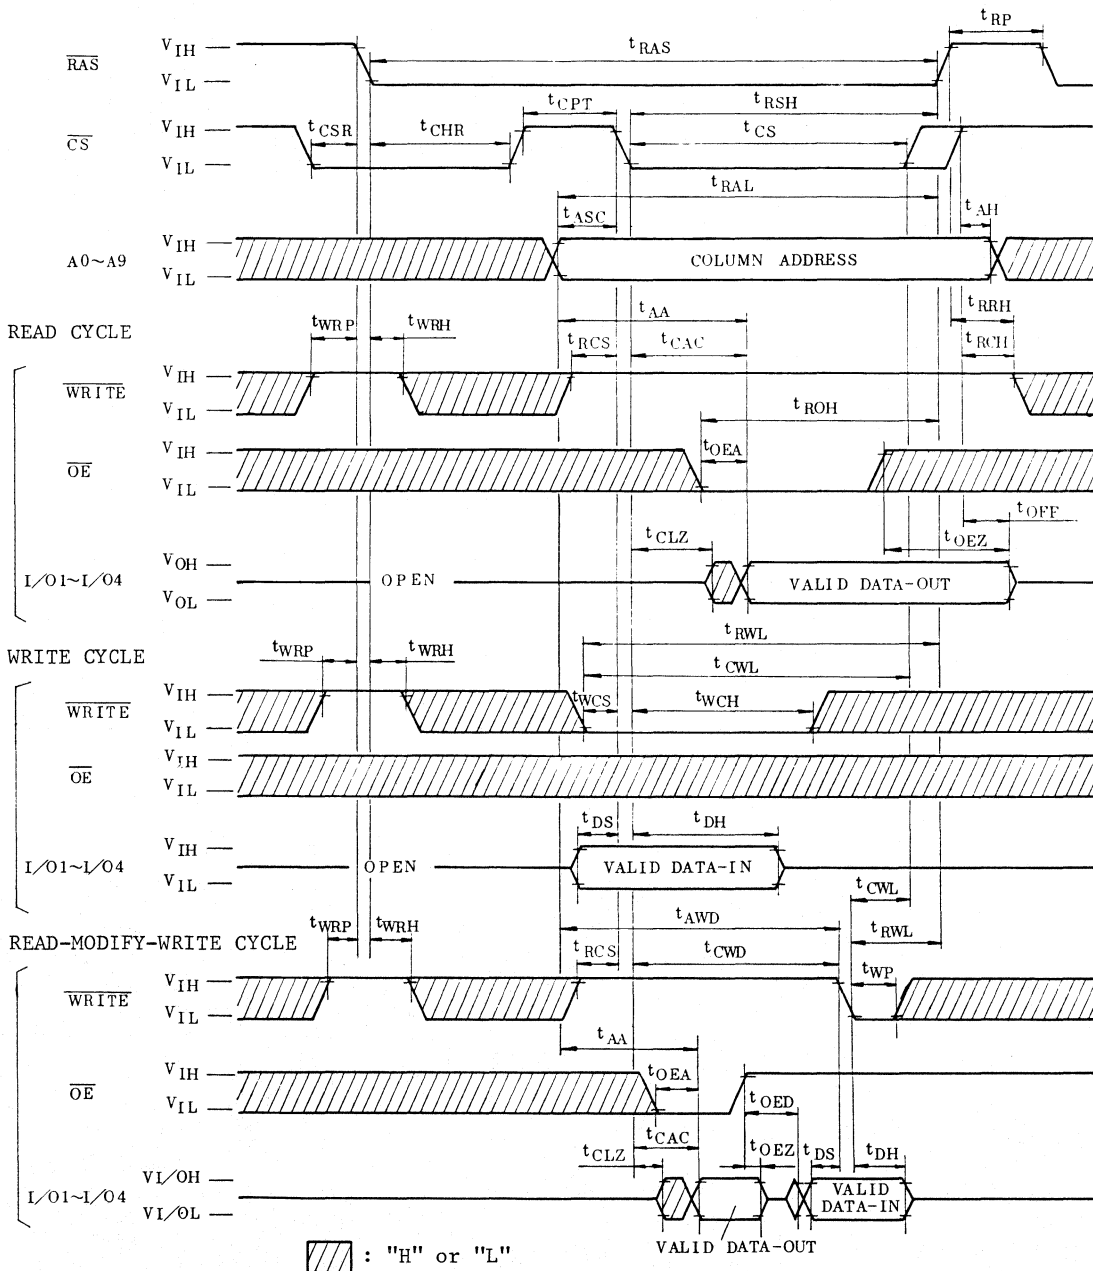 tRP
tRAS
RAS
VIH
VIL
tCPT
tRSH
CS
VIH
VIL
tCSR
tCHR
tCS
tRAL
tASC
tAH
A0~A9
VIH
VIL
COLUMN ADDRESS
READ CYCLE
tWRP
tWRH
tAA
tRRH
tRCS
tCAC
tRCH
WRITE
VIH
VIL
tROH
OE
VIH
VIL
tOEA
tOFF
tCLZ
tOEZ
I/O1~I/O4
VOH
VOL
OPEN
VALID DATA-OUT
WRITE CYCLE
tWRP
tWRH
tRWL
tCWL
WRITE
VIH
VIL
tWCS
tWCH
OE
VIH
VIL
tDS
tDH
I/O1~I/O4
VIH
VIL
OPEN
VALID DATA-IN
tCWL
READ-MODIFY-WRITE CYCLE
tWRP
tWRH
tAWD
tRWL
tRCS
tCWD
tWP
WRITE
VIH
VIL
tAA
OE
VIH
VIL
tOEA
tOED
tCAC
tCLZ
tOEZ
tDS
tDH
I/O1~I/O4
VI/OH
VI/OL
VALID
DATA-IN
VALID DATA-OUT
: "H" or "L"